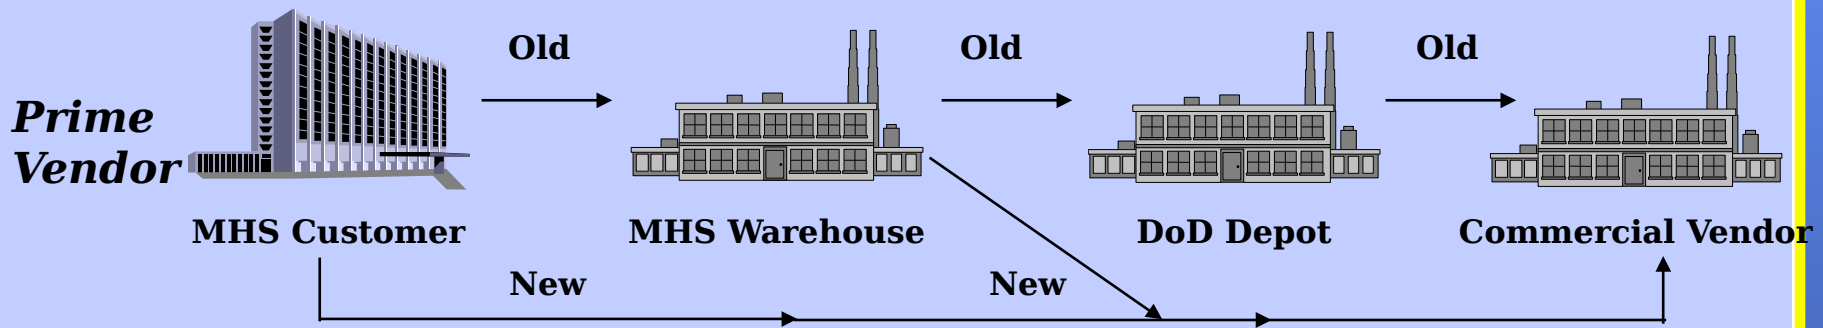 Old
Old
Old
Prime
Vendor
MHS Customer
MHS Warehouse
DoD Depot
Commercial Vendor
New
New